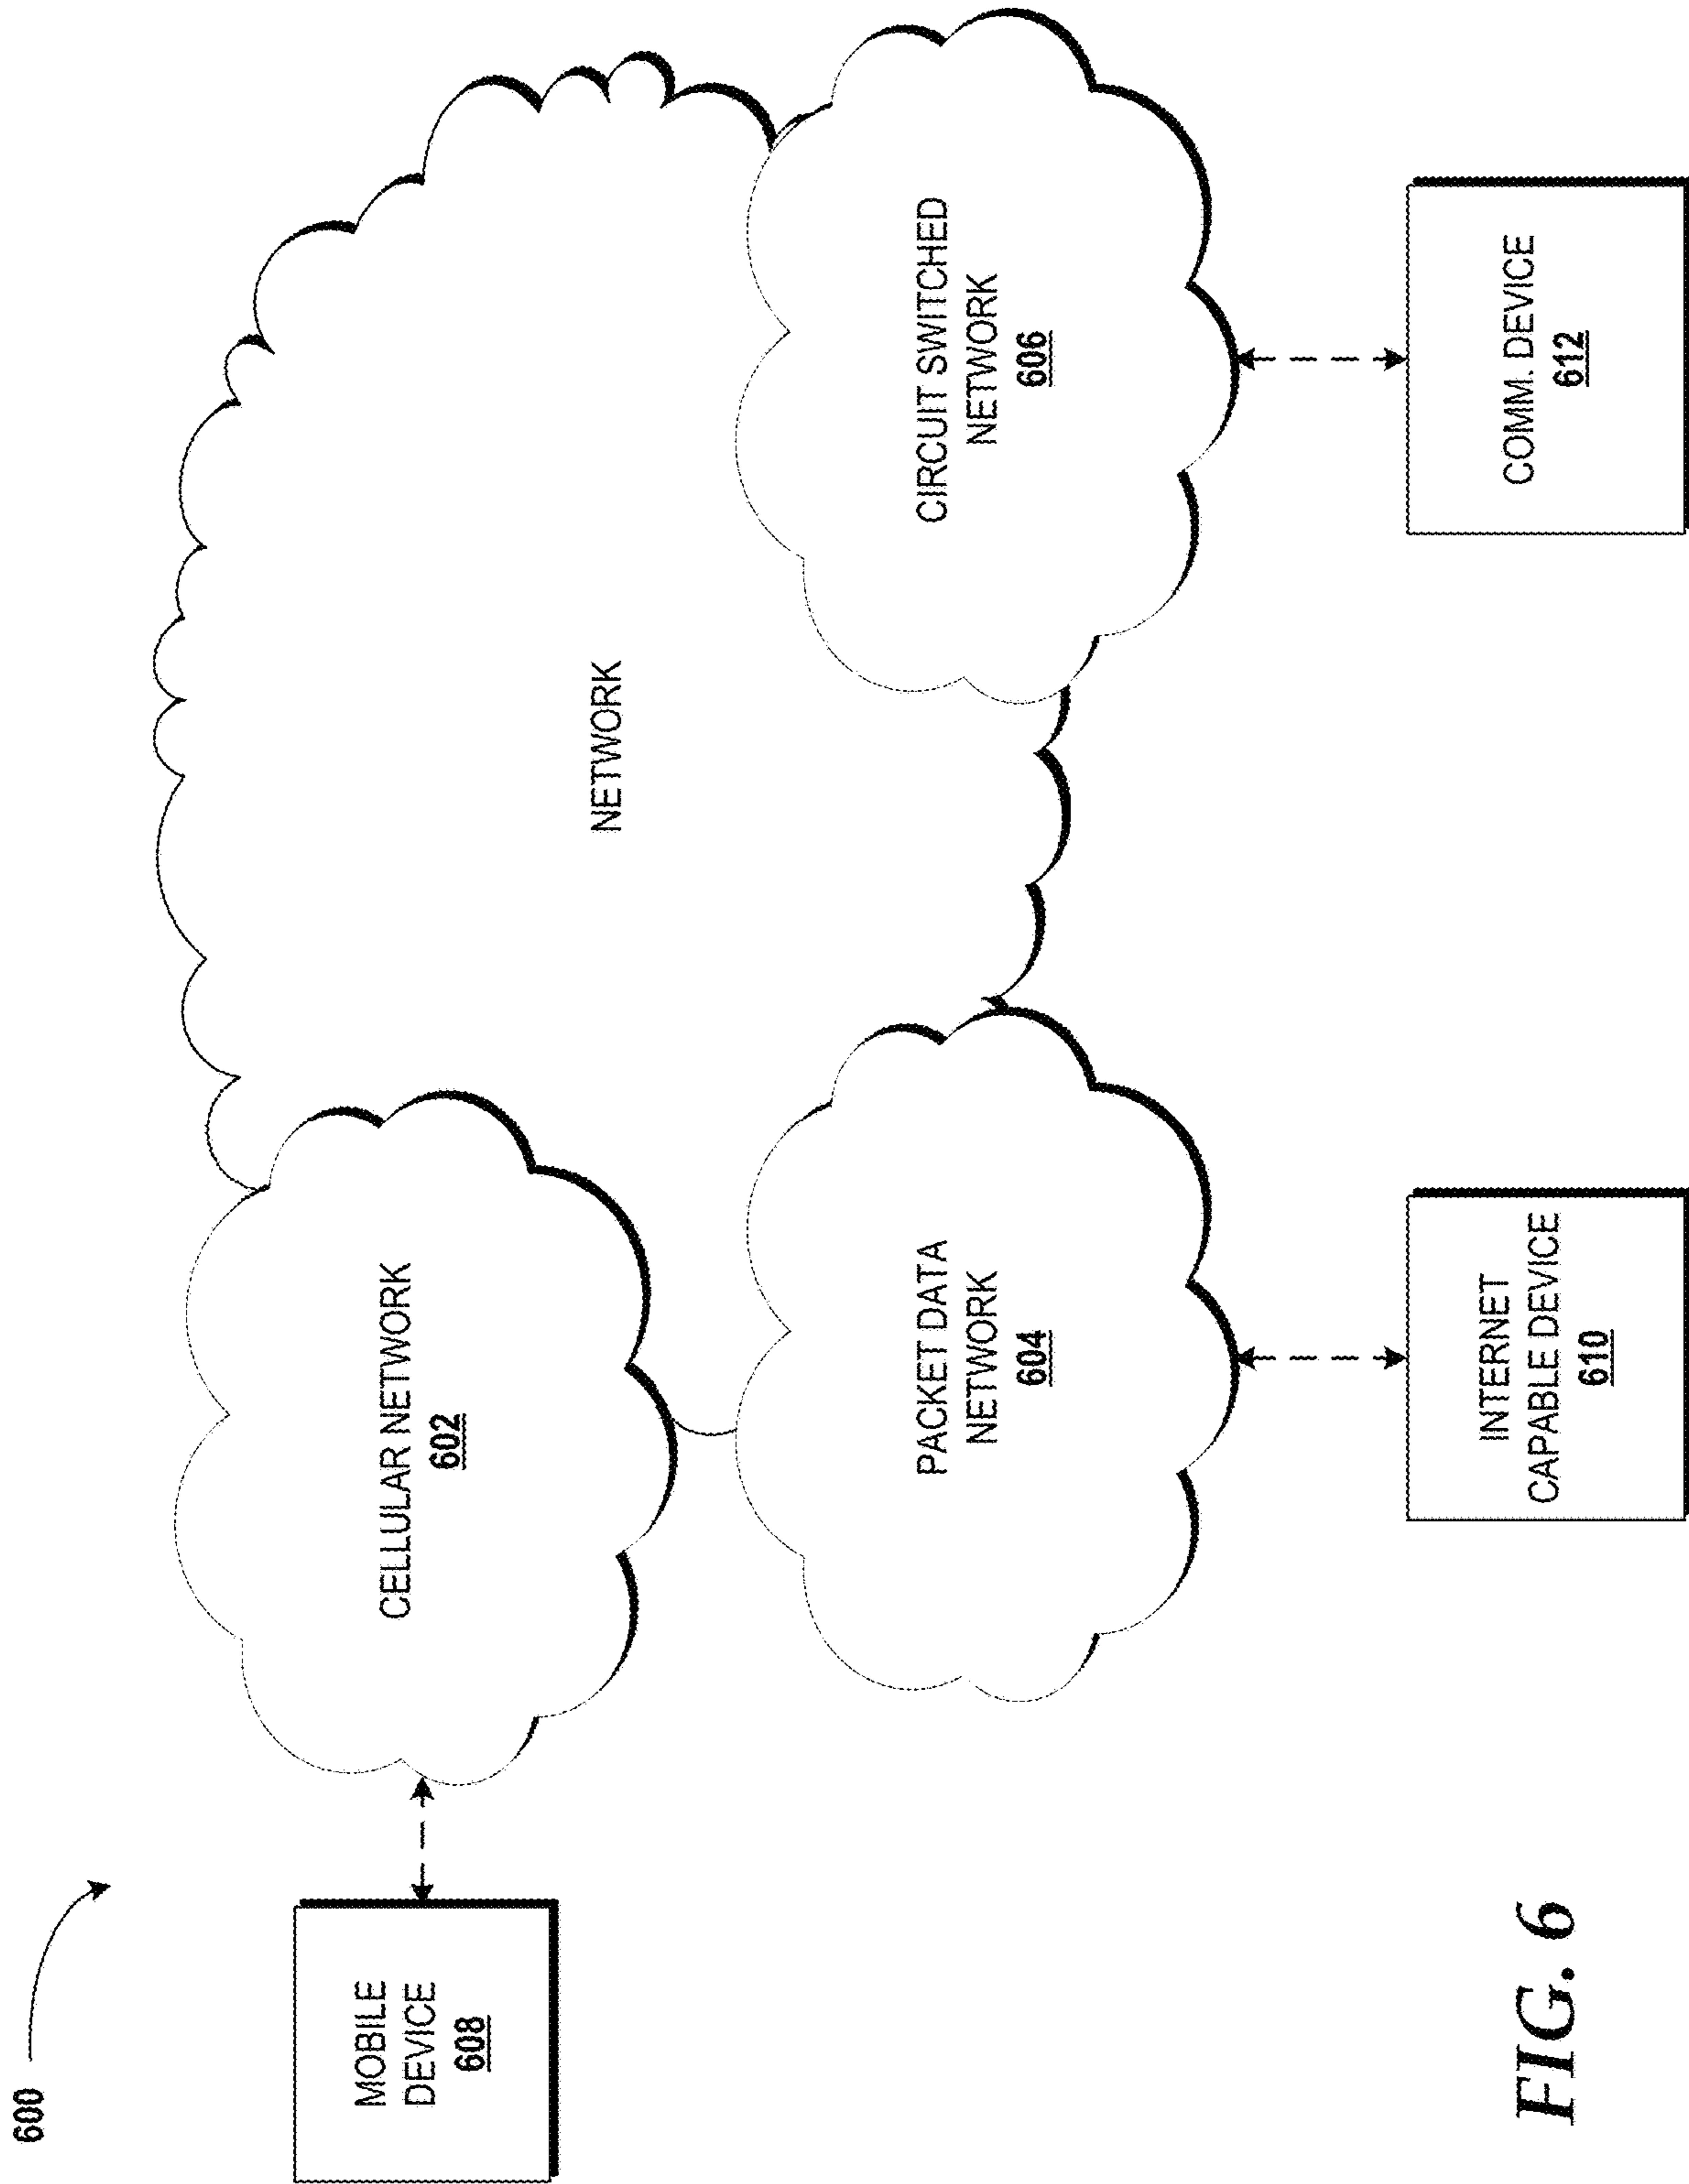 600
MOBILE
DEVICE
608
CELLULAR NETWORK
602
NETWORK
PACKET DATA
NETWORK
604
CIRCUIT SWITCHED
NETWORK
606
INTERNET
CAPABLE DEVICE
610
COMM. DEVICE
612
FIG. 6